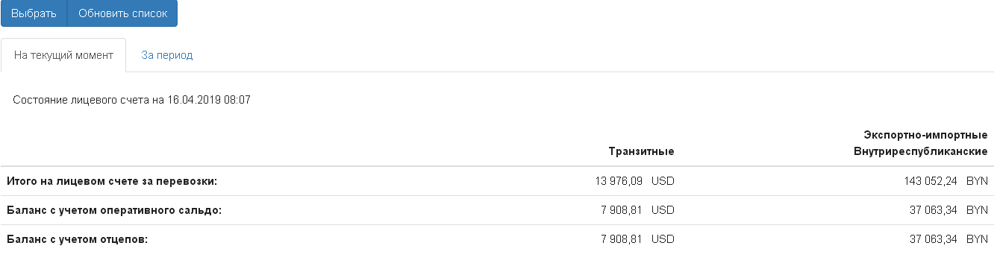 Выбрать Обновить список
На текущий момент За период
Состояние лицевого счета на 16.04.2019 08:07
Экспортно-импортные
Транзитные Внутриреспубликанские
Итого на лицевом счете за перевозки: 13 976,09 USD 143 052,24 BYN
Баланс с учетом оперативного сальдо: 7 908,81 USD 37 063,34 BYN
Баланс с учетом отцепов: 7 908,81 USD 37 063,34 BYN